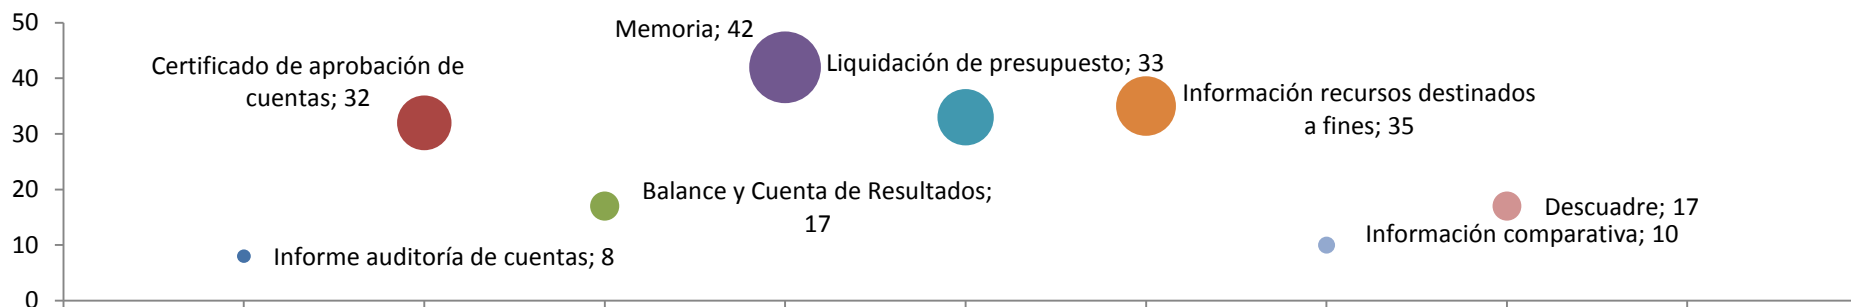 50
40
30
20
10
0
Certificado de aprobación de
cuentas; 32
Memoria; 42
Liquidación de presupuesto; 33
Información recursos destinados
a fines; 35
Balance y Cuenta de Resultados;
17
Informe auditoría de cuentas; 8
Descuadre; 17
Información comparativa; 10